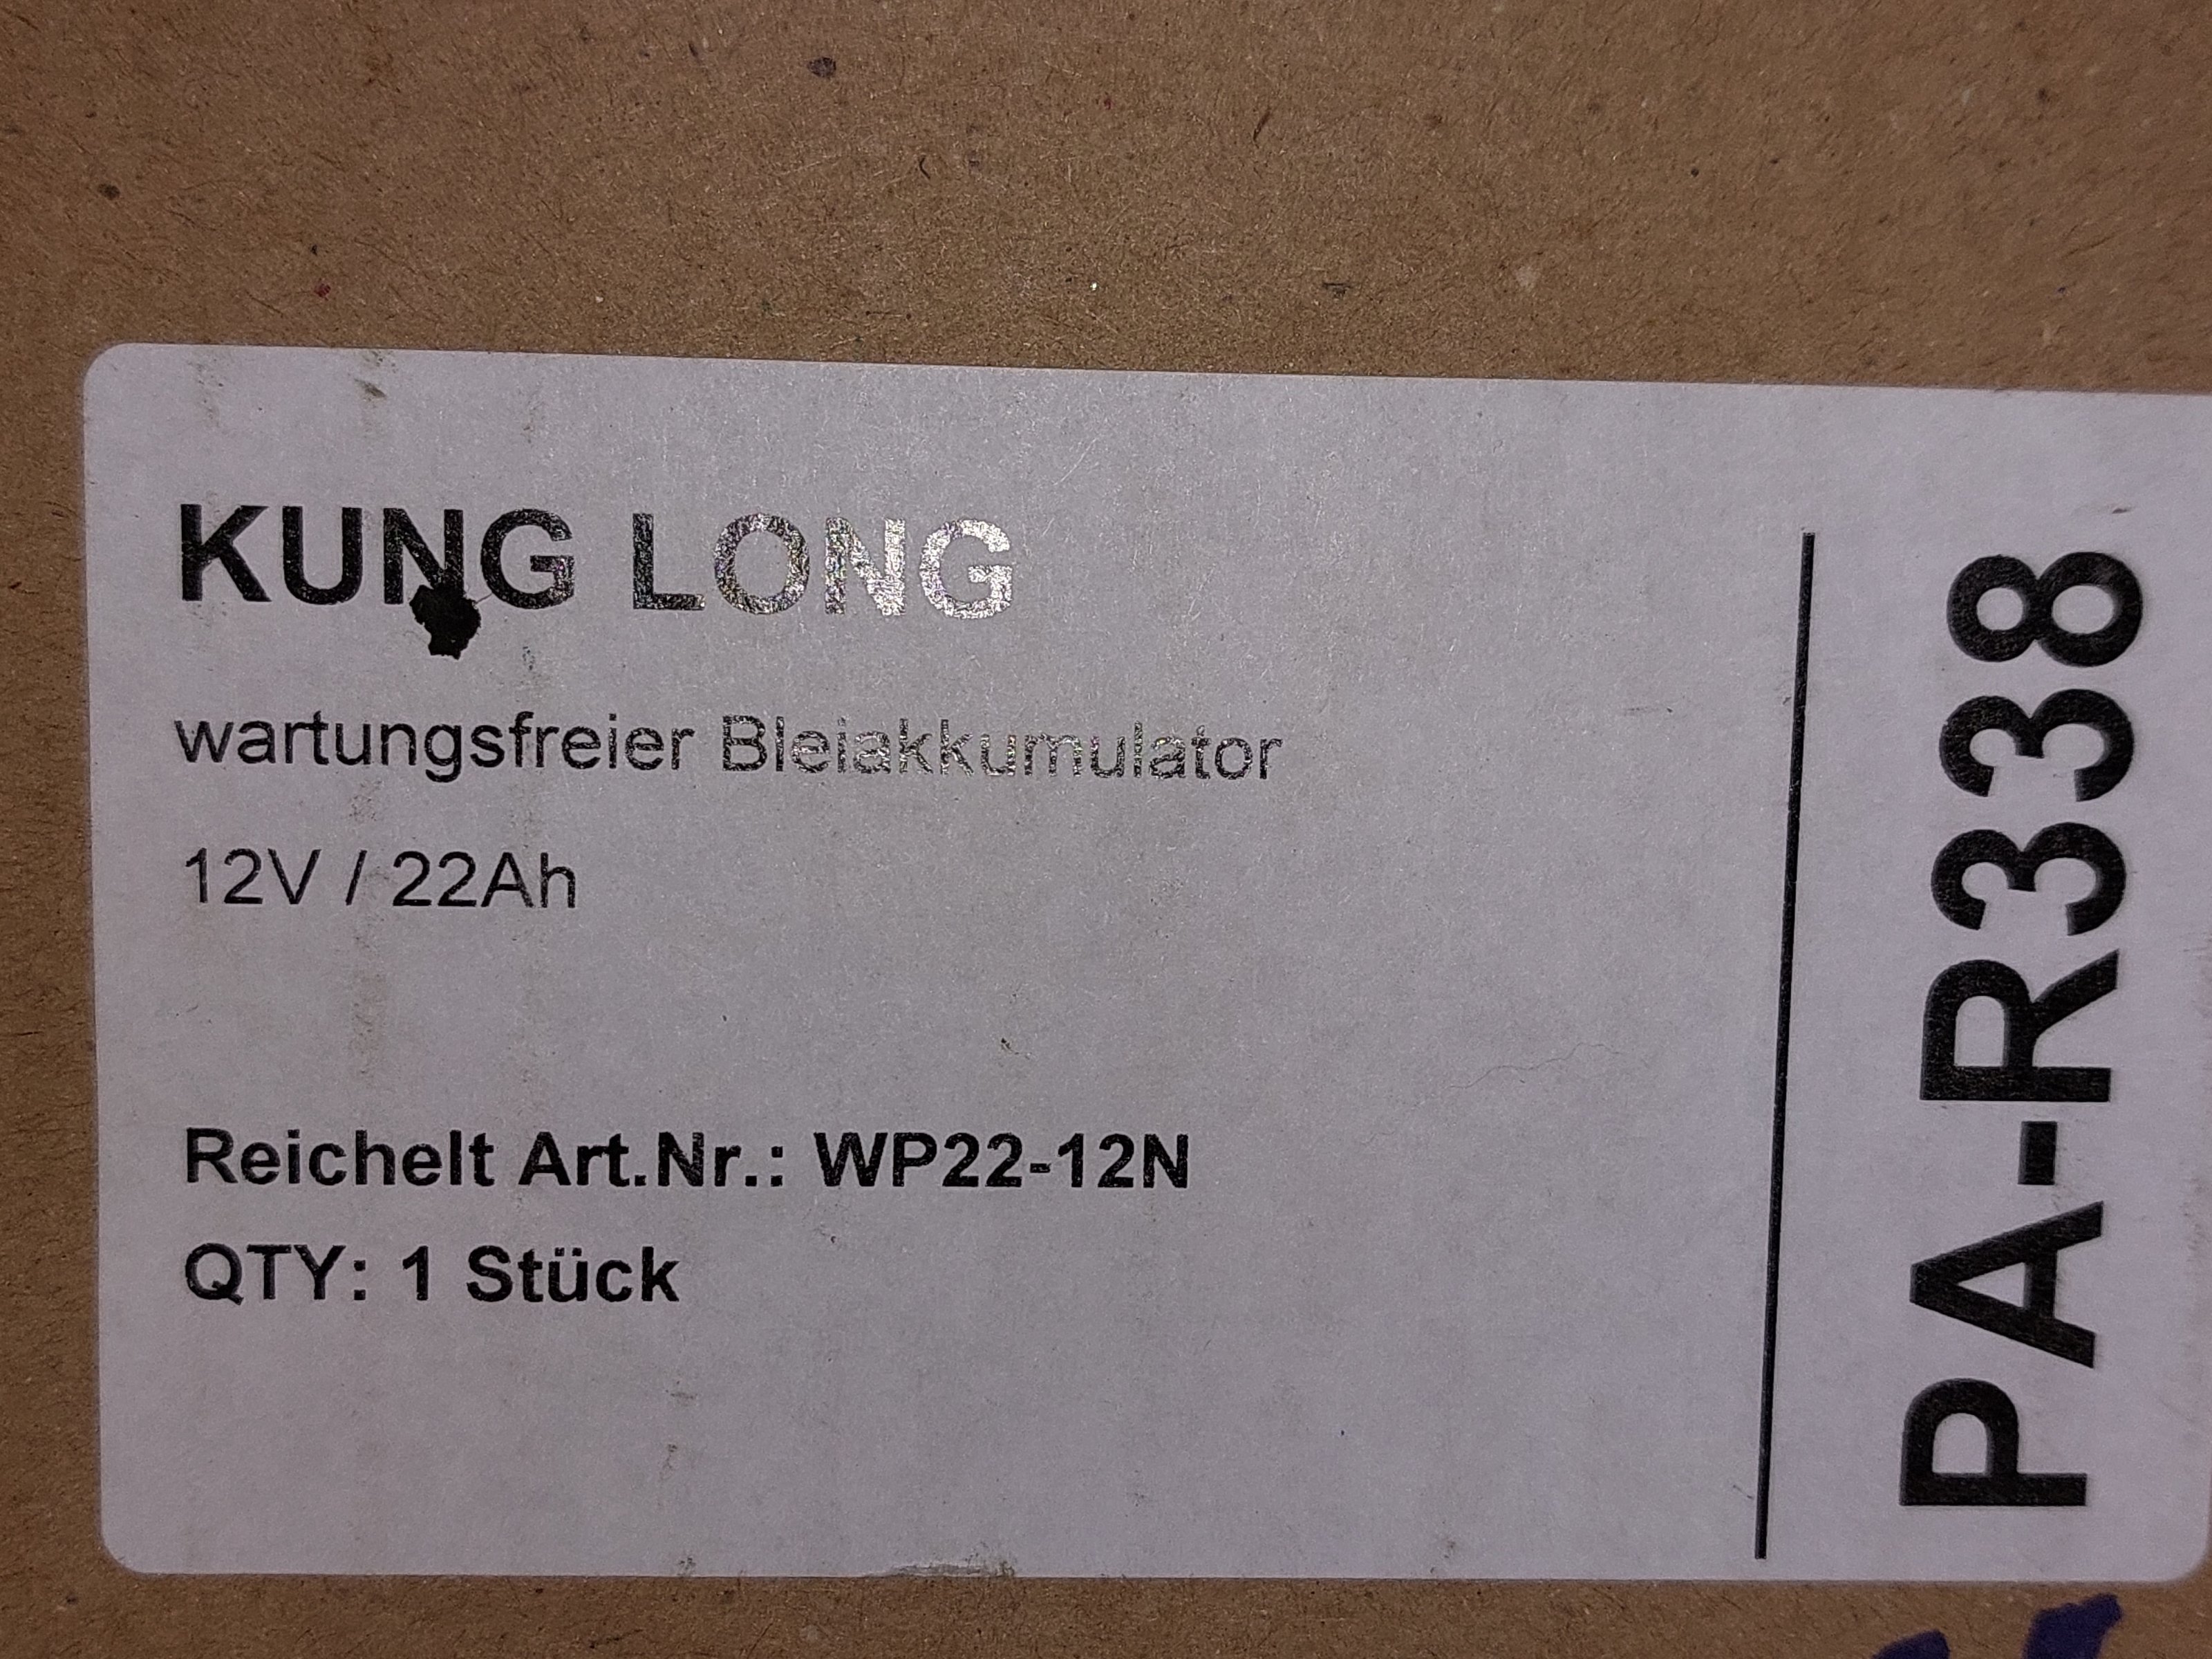 KUNG LONG
wartungsfreier Bleiakkumulator
12V / 22Ah
Reichelt Art.Nr.: WP22-12N
QTY: 1 Stück
PA-R338